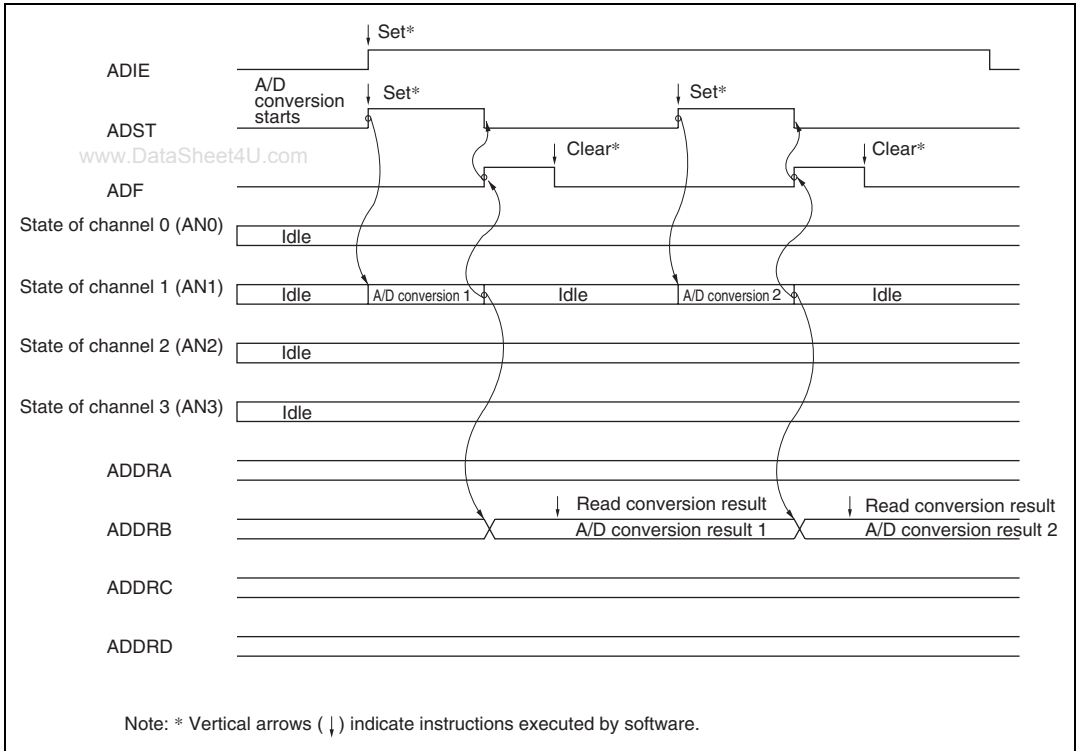 ↓ Set*
ADIE
A/D
conversion
starts
↓ Set*
↓ Set*
ADST
www.DataSheet4U.com
↓ Clear*
↓ Clear*
ADF
State of channel 0 (AN0)
Idle
State of channel 1 (AN1)
Idle
A/D conversion 1
Idle
A/D conversion 2
Idle
State of channel 2 (AN2)
Idle
State of channel 3 (AN3)
Idle
ADDRA
↓ Read conversion result
↓ Read conversion result
ADDRB
A/D conversion result 1
A/D conversion result 2
ADDRC
ADDRD
Note: * Vertical arrows (↓) indicate instructions executed by software.